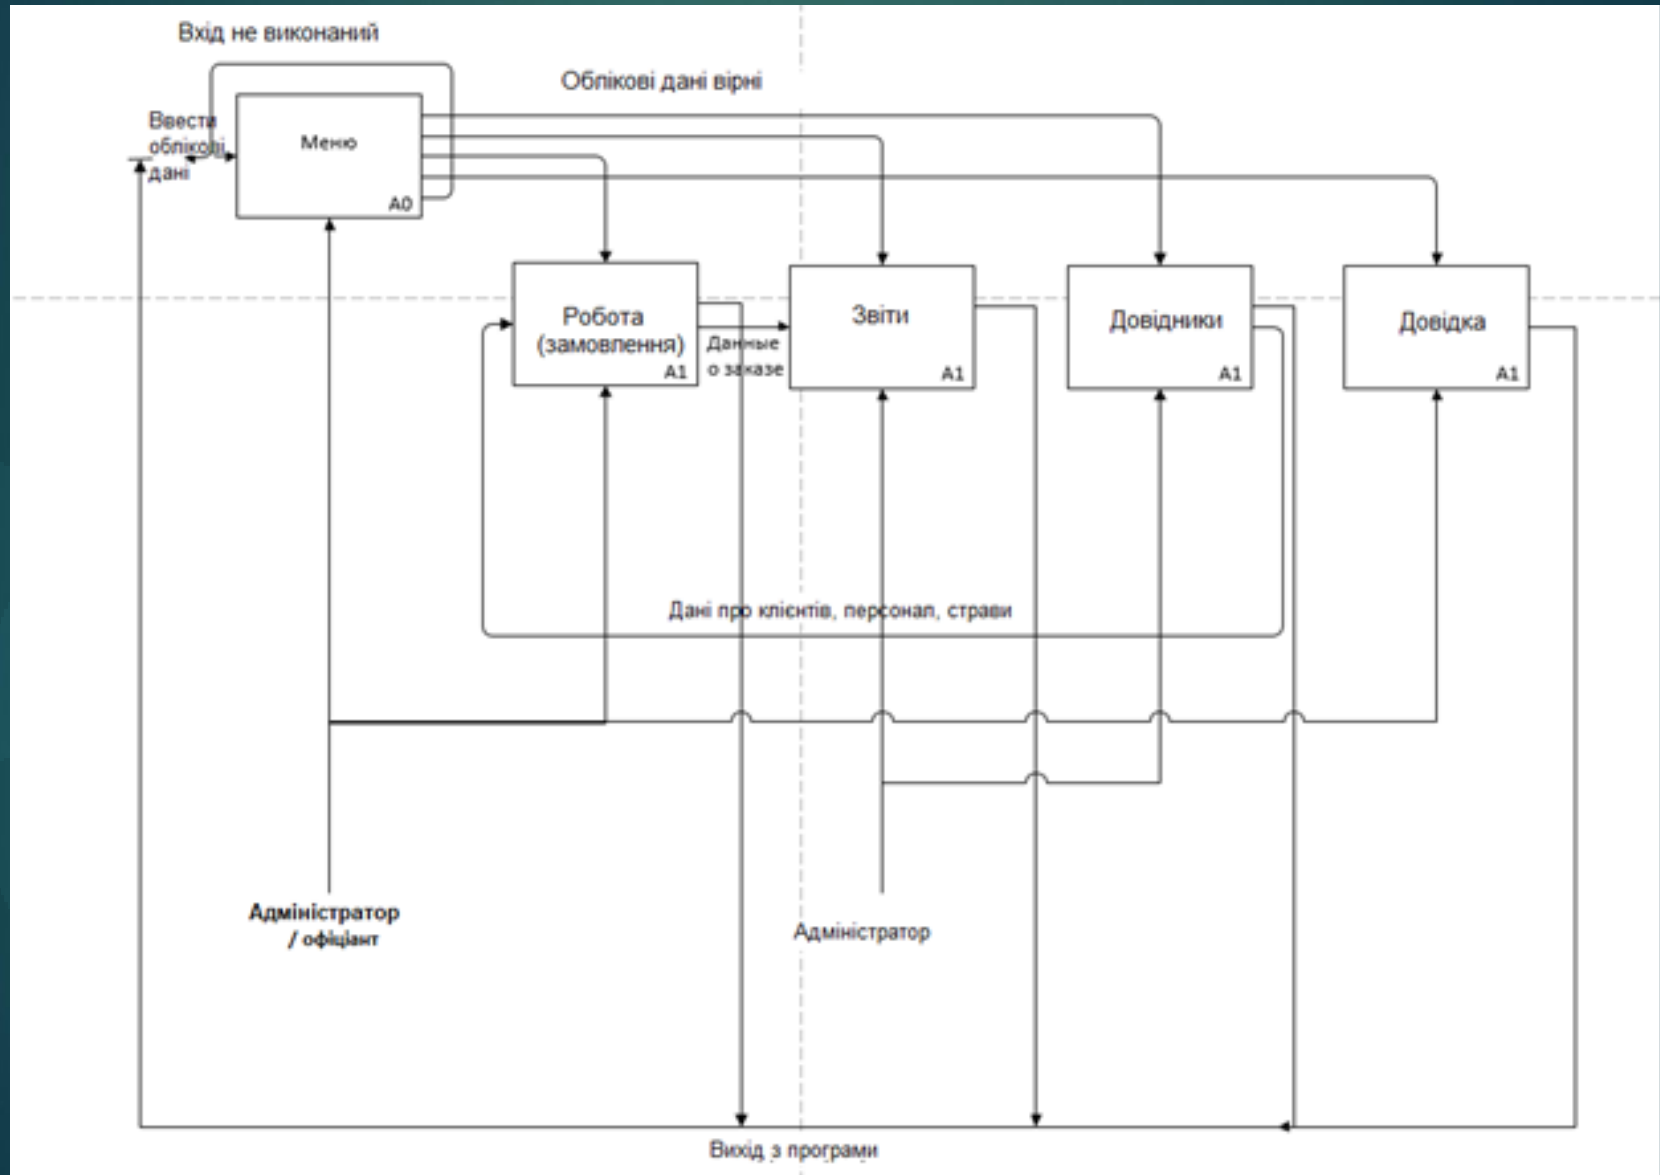 Вхід не виконаний
Облікові дані вірні
Ввести
облікові
дані
Меню
A0
Робота
(замовлення)
A1
Данные
о заказе
Звіти
A1
Довідники
A1
Довідка
A1
Дані про клієнтів, персонал, страви
Адміністратор
/ офіціант
Адміністратор
Вихід з програми